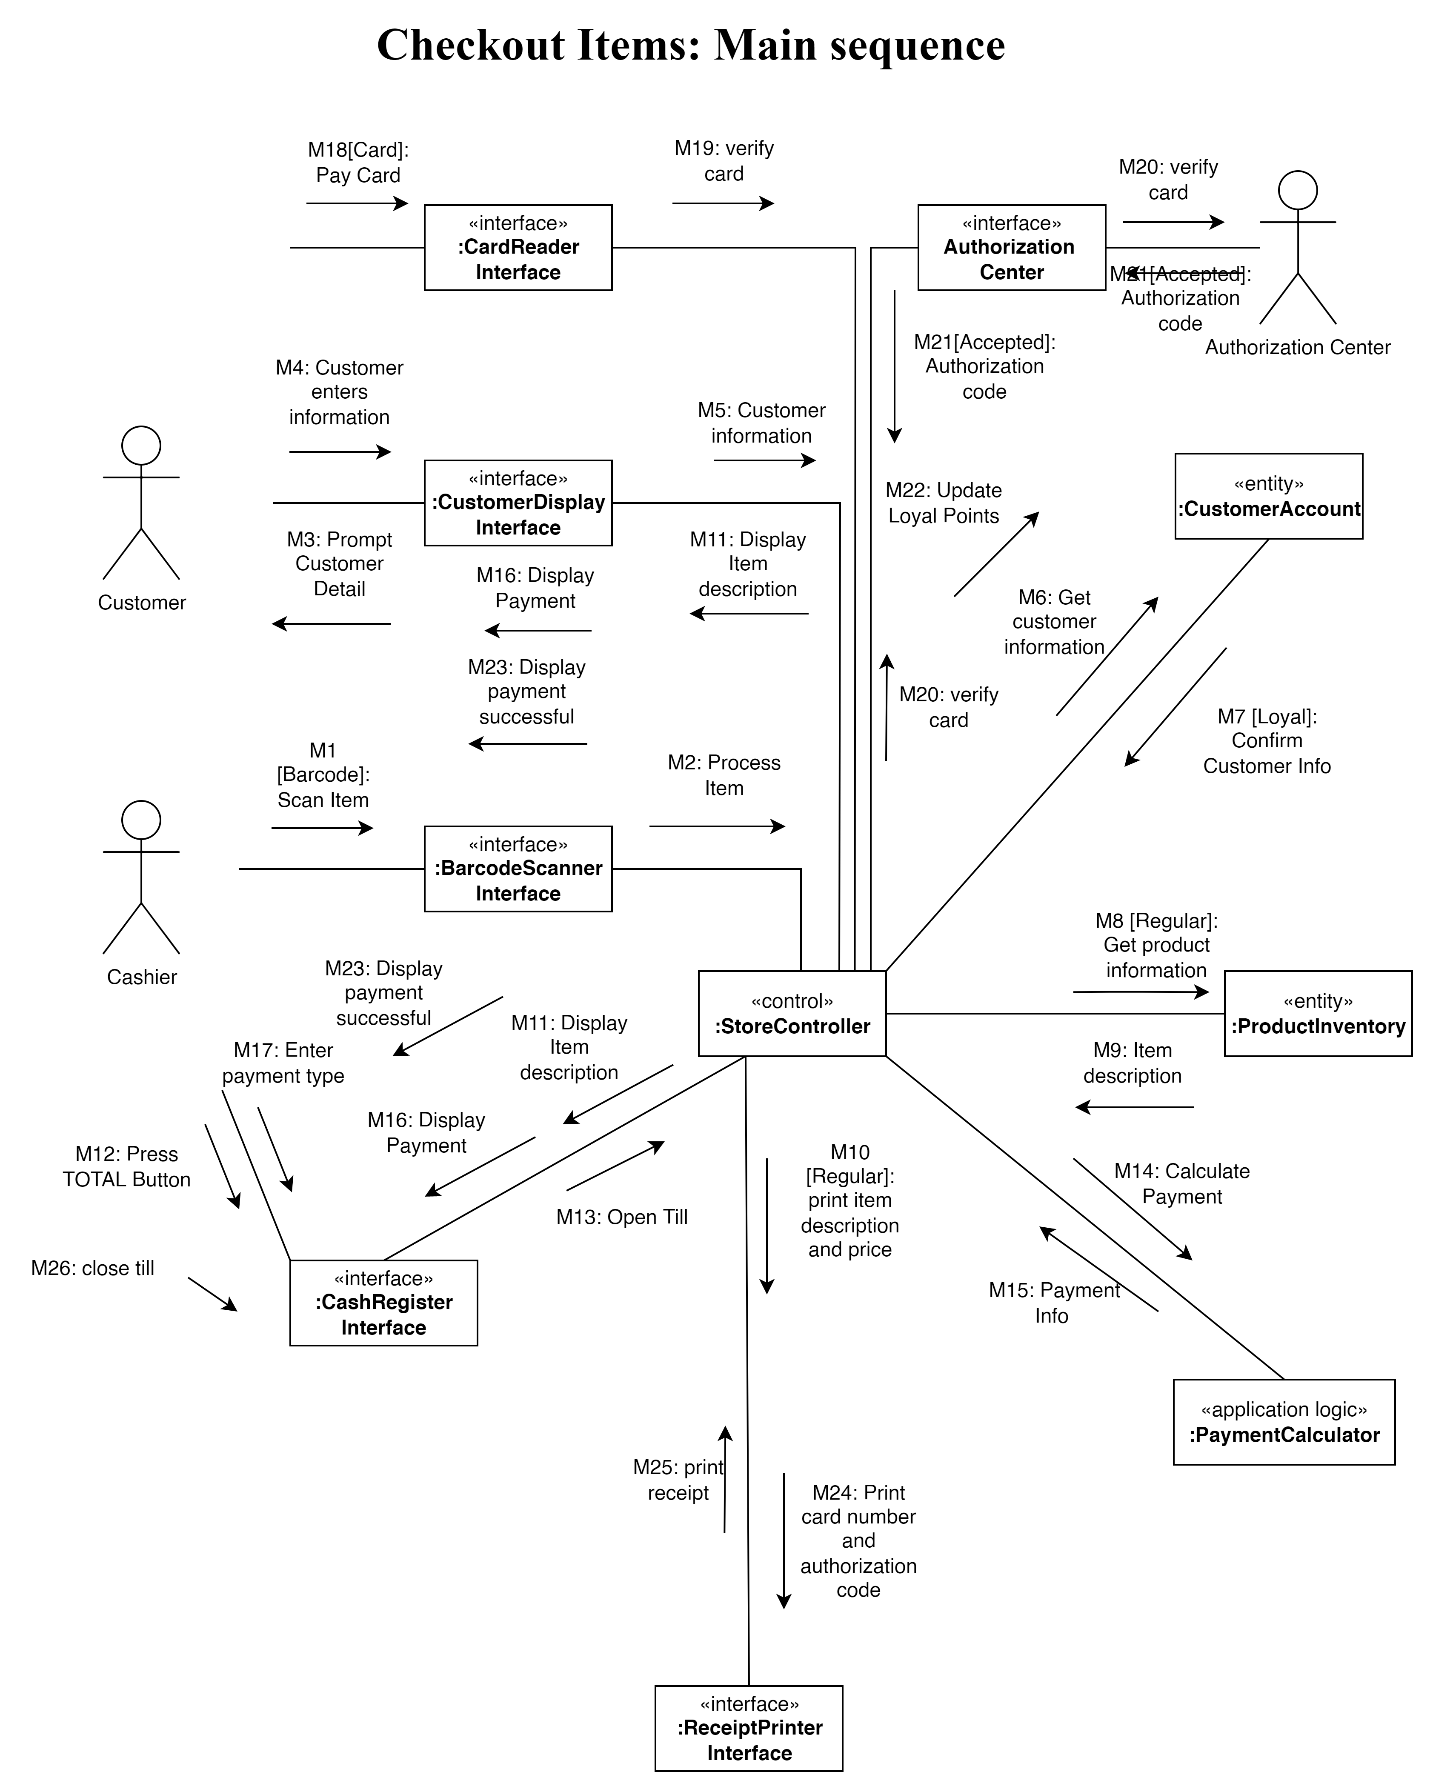 Checkout Items: Main sequence
M18[Card]:
Pay Card
M19: verify
card
M20: verify
card
«interface»
:CardReader
Interface
«interface»
Authorization
Center
M21[Accepted]:
Authorization
code
Authorization Center
M21[Accepted]:
Authorization
code
M4: Customer
enters
information
M5: Customer
information
Customer
«interface»
:CustomerDisplay
Interface
M22: Update
Loyal Points
«entity»
:CustomerAccount
M3: Prompt
Customer
Detail
M16: Display
Payment
M11: Display
Item
description
M6: Get
customer
information
M23: Display
payment
successful
M20: verify
card
M7 [Loyal]:
Confirm
Customer Info
M1
[Barcode]:
Scan Item
M2: Process
Item
Cashier
«interface»
:BarcodeScanner
Interface
M8 [Regular]:
Get product
information
M23: Display
payment
successful
M11: Display
Item
description
«control»
:StoreController
«entity»
:ProductInventory
M17: Enter
payment type
M9: Item
description
M16: Display
Payment
M12: Press
TOTAL Button
M10
[Regular]:
print item
description
and price
M14: Calculate
Payment
M13: Open Till
M26: close till
«interface»
:CashRegister
Interface
M15: Payment
Info
«application logic»
:PaymentCalculator
M25: print
receipt
M24: Print
card number
and
authorization
code
«interface»
:ReceiptPrinter
Interface